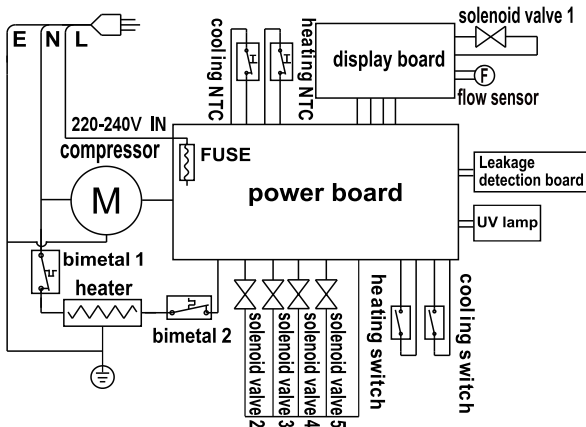 E N L
cooling NTC
heating NTC
display board
solenoid valve 1
F
flow sensor
220-240V IN
compressor
FUSE
M
power board
Leakage
detection board
UV lamp
bimetal 1
heater
bimetal 2
solenoid valve 2
solenoid valve 3
solenoid valve 4
solenoid valve 5
heating switch
cooling switch